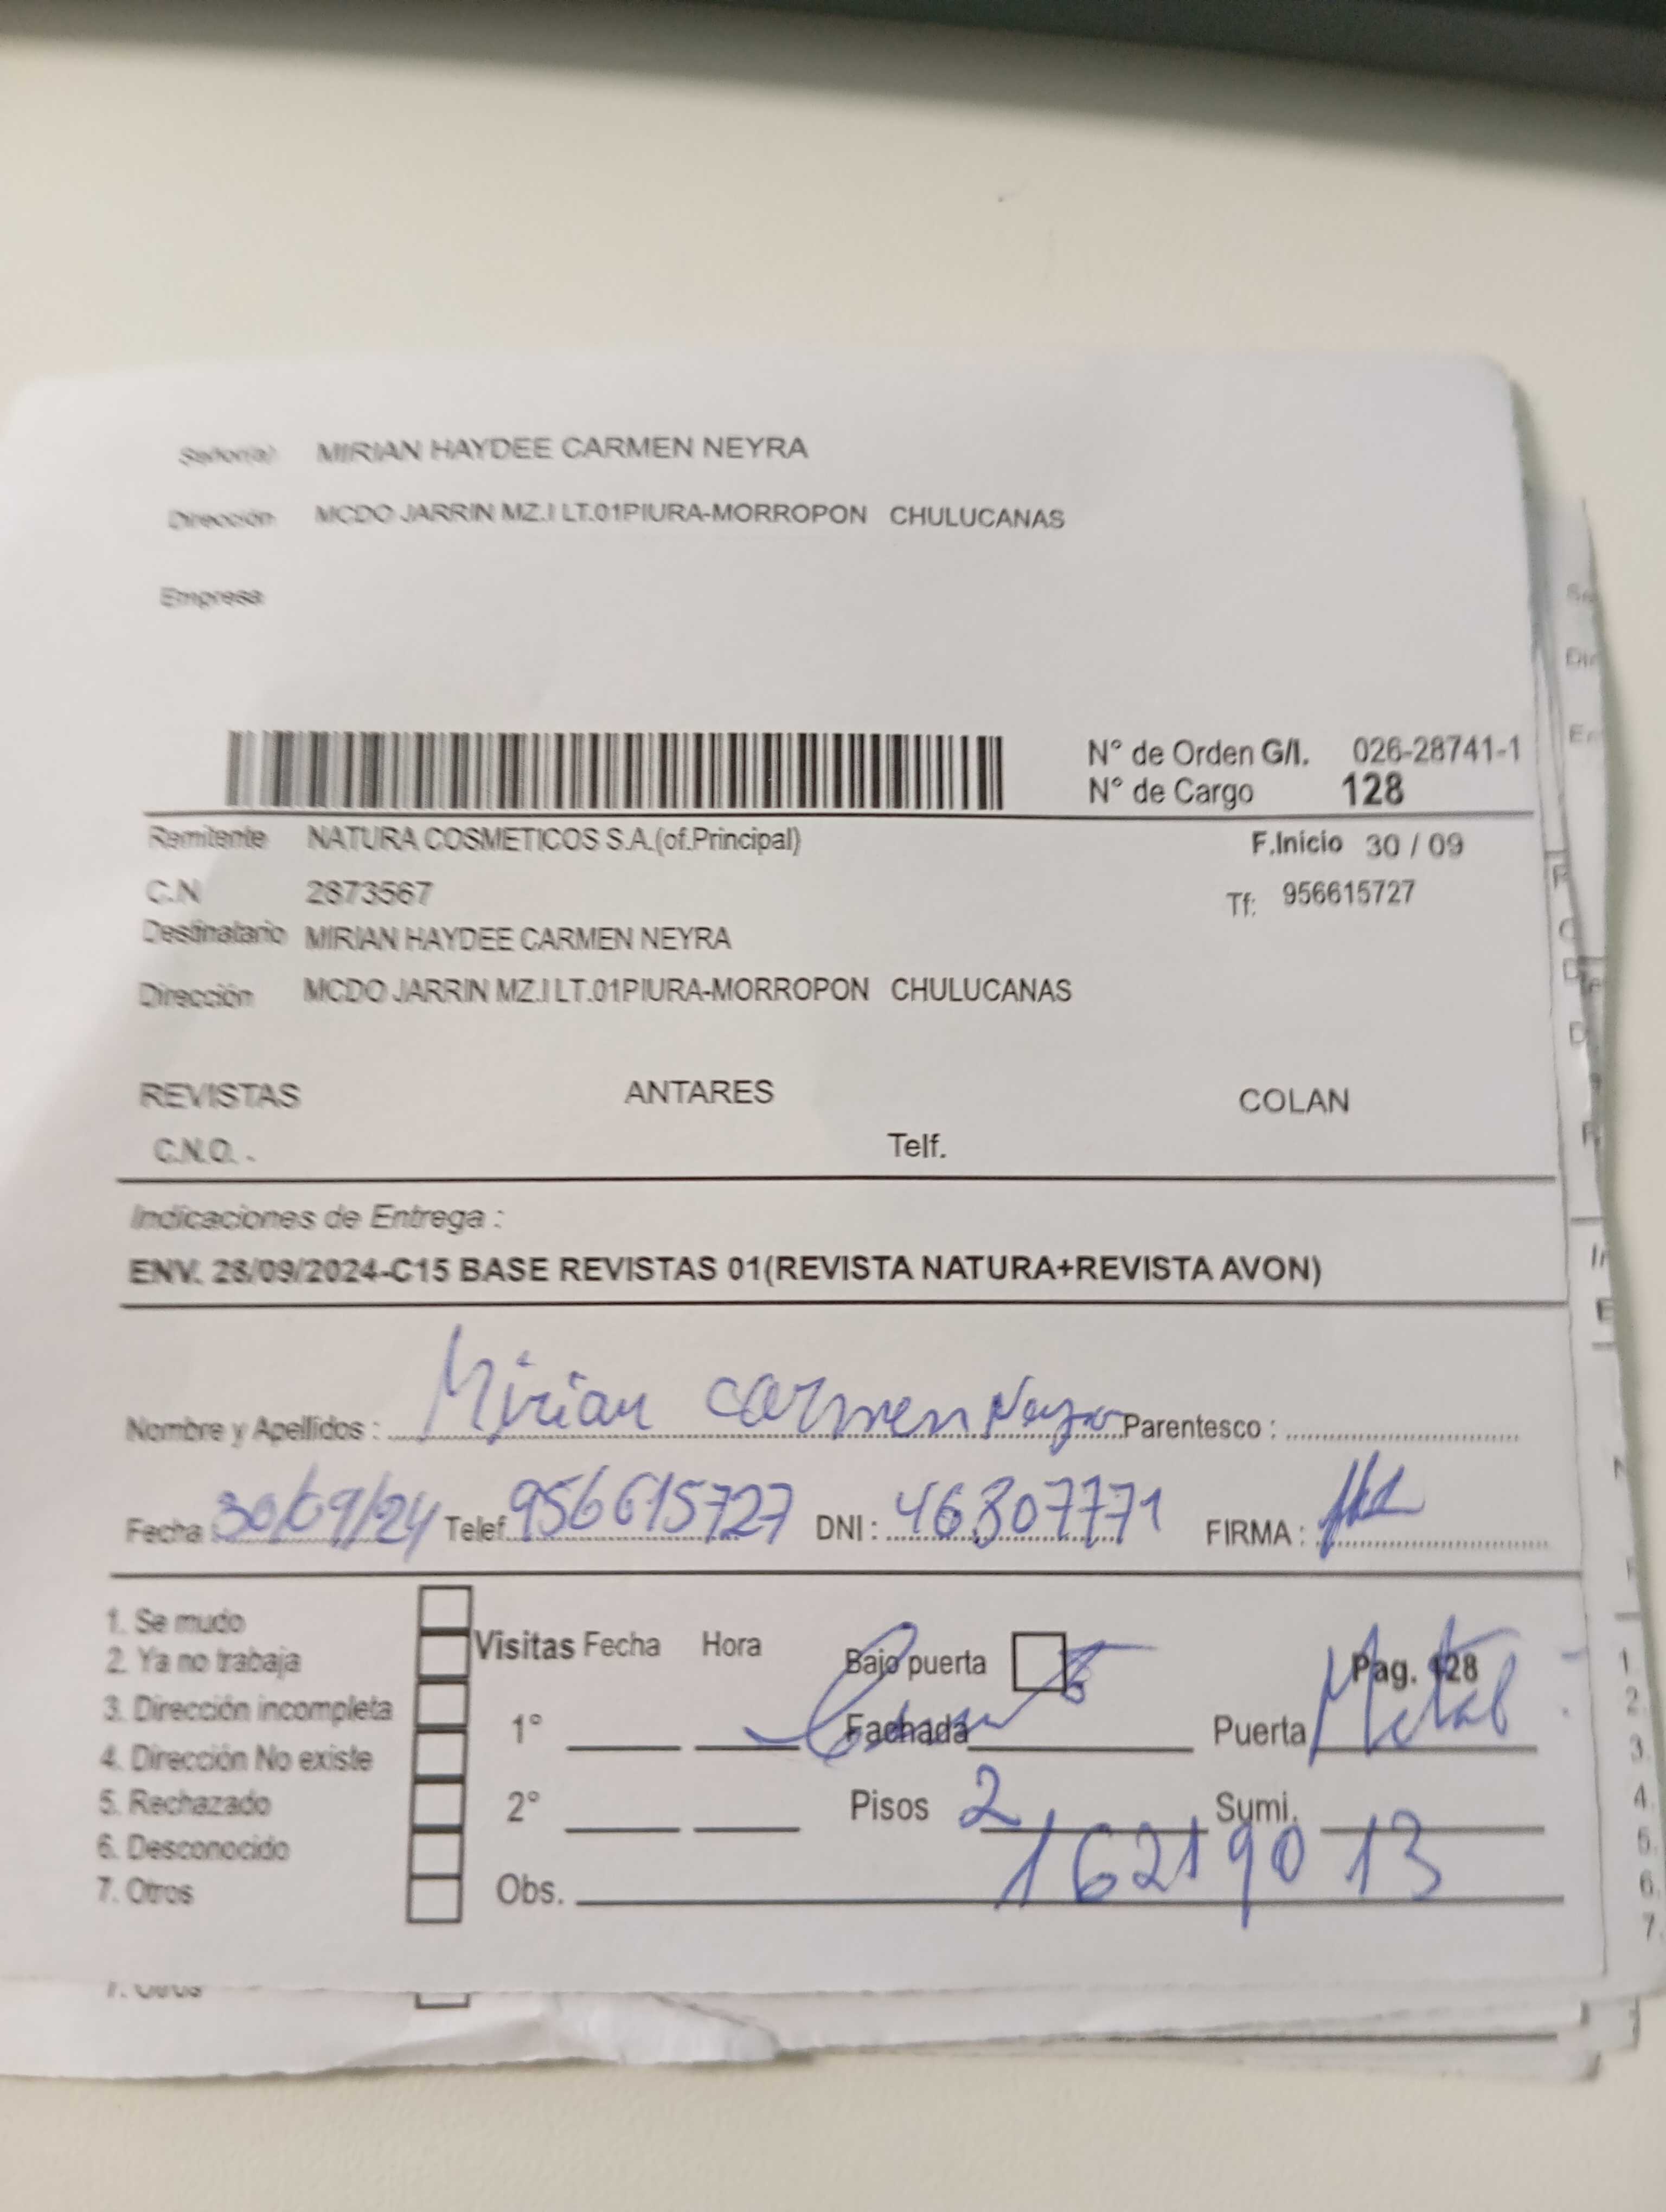 Señor(a) MIRIAN HAYDEE CARMEN NEYRA
Dirección MCDO JARRIN MZ.I LT.01PIURA-MORROPON CHULUCANAS
Empresa
N° de Orden G/I. 026-28741-1
N° de Cargo 128
Remitente NATURA COSMETICOS S.A.(of.Principal) F.Inicio 30 / 09
C.N 2873567 Tf: 956615727
Destinatario MIRIAN HAYDEE CARMEN NEYRA
Dirección MCDO JARRIN MZ.I LT.01PIURA-MORROPON CHULUCANAS
REVISTAS ANTARES COLAN
C.N.O. - Telf.
Indicaciones de Entrega :
ENV. 28/09/2024-C15 BASE REVISTAS 01(REVISTA NATURA+REVISTA AVON)
Nombre y Apellidos : Mirian Carmen Neyra Parentesco :
Fecha 30/09/24 Telef. 956615727 DNI : 46807771 FIRMA :
1. Se mudo
2. Ya no trabaja
3. Dirección incompleta
4. Dirección No existe
5. Rechazado
6. Desconocido
7. Otros
Visitas Fecha Hora Bajo puerta Pag. 128
1° Fachada Puerta Metal
2° Pisos 2 Sumi.
16219013
Obs.
7. Otros